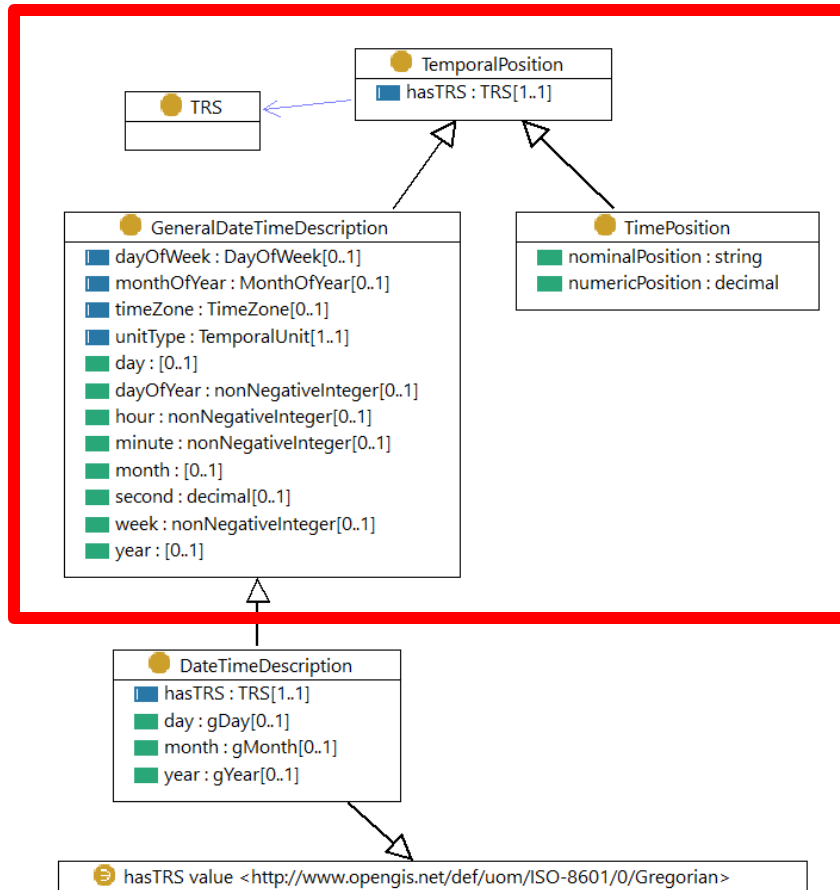 TemporalPosition
hasTRS : TRS[1..1]
TRS
GeneralDateTimeDescription
dayOfWeek : DayOfWeek[0..1]
monthOfYear : MonthOfYear[0..1]
timeZone : TimeZone[0..1]
unitType : TemporalUnit[1..1]
day : [0..1]
dayOfYear : nonNegativeInteger[0..1]
hour : nonNegativeInteger[0..1]
minute : nonNegativeInteger[0..1]
month : [0..1]
second : decimal[0..1]
week : nonNegativeInteger[0..1]
year : [0..1]
TimePosition
nominalPosition : string
numericPosition : decimal
DateTimeDescription
hasTRS : TRS[1..1]
day : gDay[0..1]
month : gMonth[0..1]
year : gYear[0..1]
hasTRS value <http://www.opengis.net/def/uom/ISO-8601/0/Gregorian>